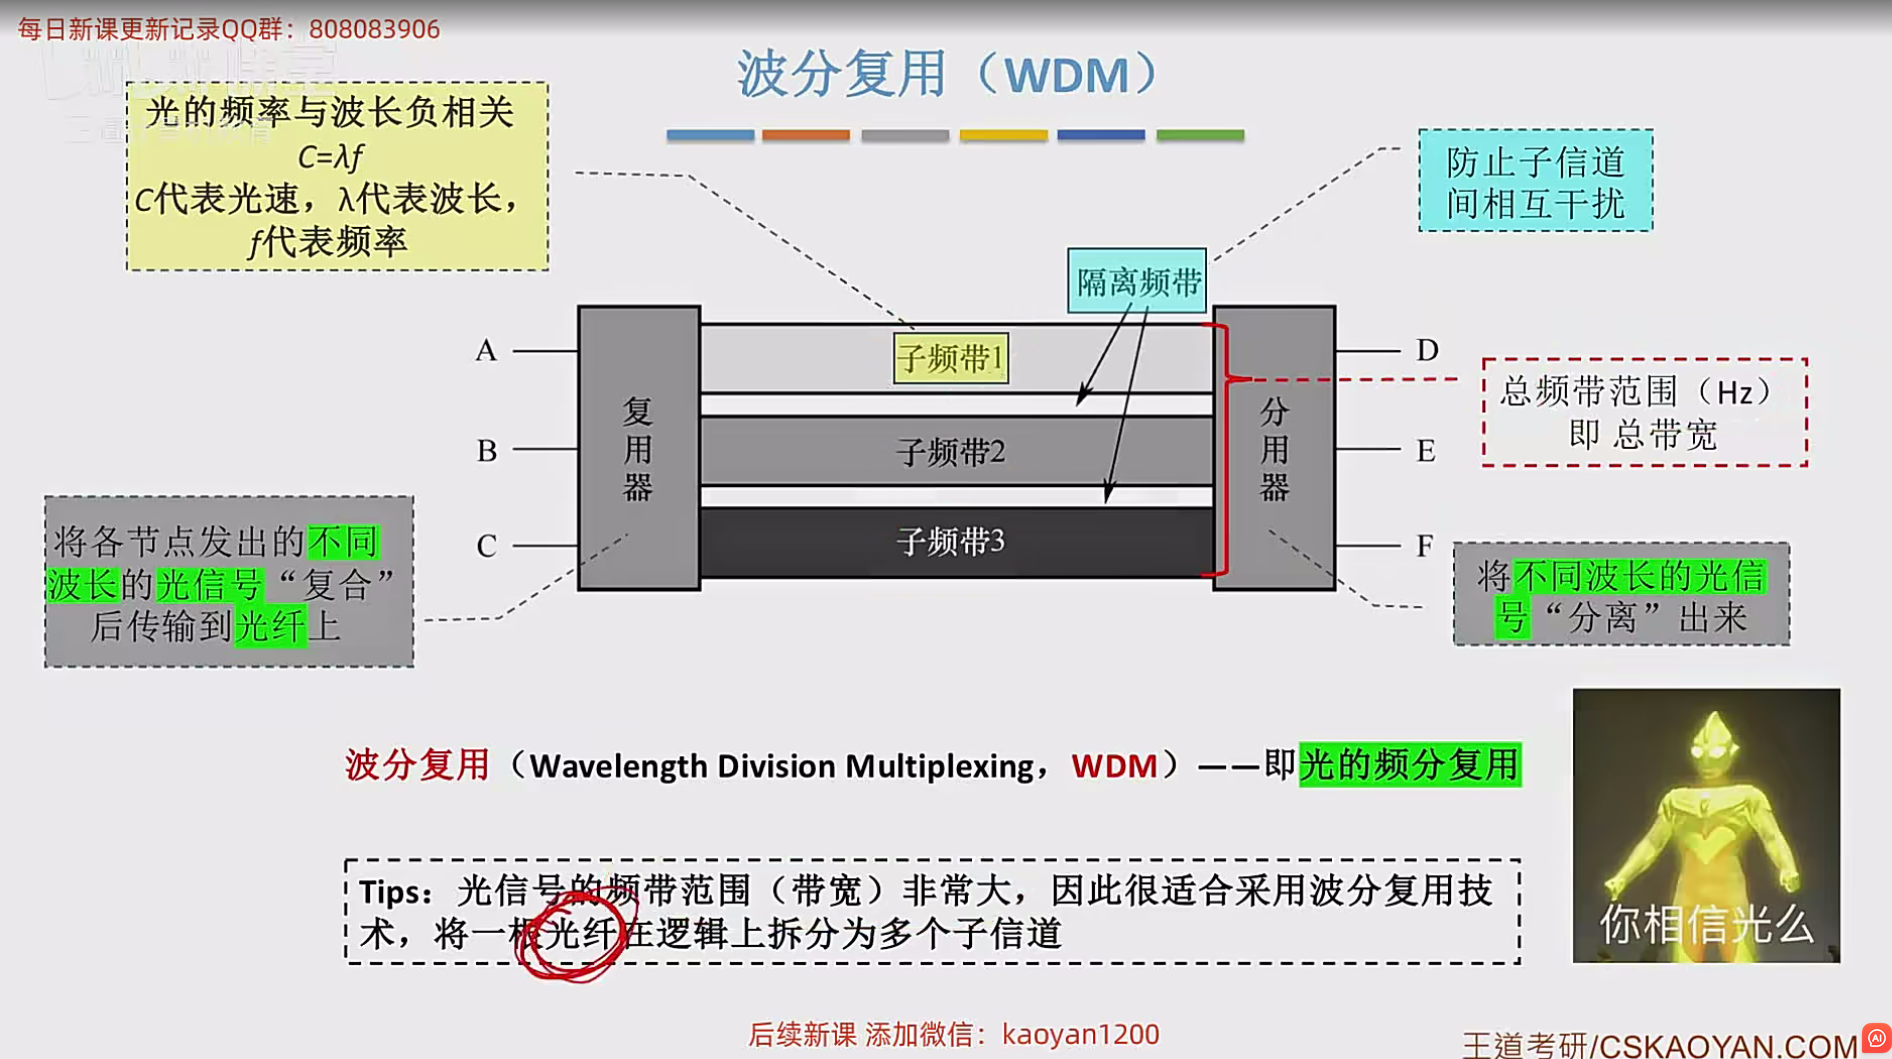 每日新课更新记录QQ群：808083906
波分复用（WDM）
光的频率与波长负相关
C=λf
C代表光速，λ代表波长，
f代表频率
防止子信道
间相互干扰
隔离频带
A
B
C
复用器
子频带1
子频带2
子频带3
分用器
D
E
F
总频带范围（Hz）
即 总带宽
将各节点发出的不同
波长的光信号“复合”
后传输到光纤上
将不同波长的光信
号“分离”出来
波分复用（Wavelength Division Multiplexing，WDM）——即光的频分复用
Tips：光信号的频带范围（带宽）非常大，因此很适合采用波分复用技
术，将一根光纤在逻辑上拆分为多个子信道
你相信光么
后续新课 添加微信：kaoyan1200
王道考研/CSKAOYAN.COM